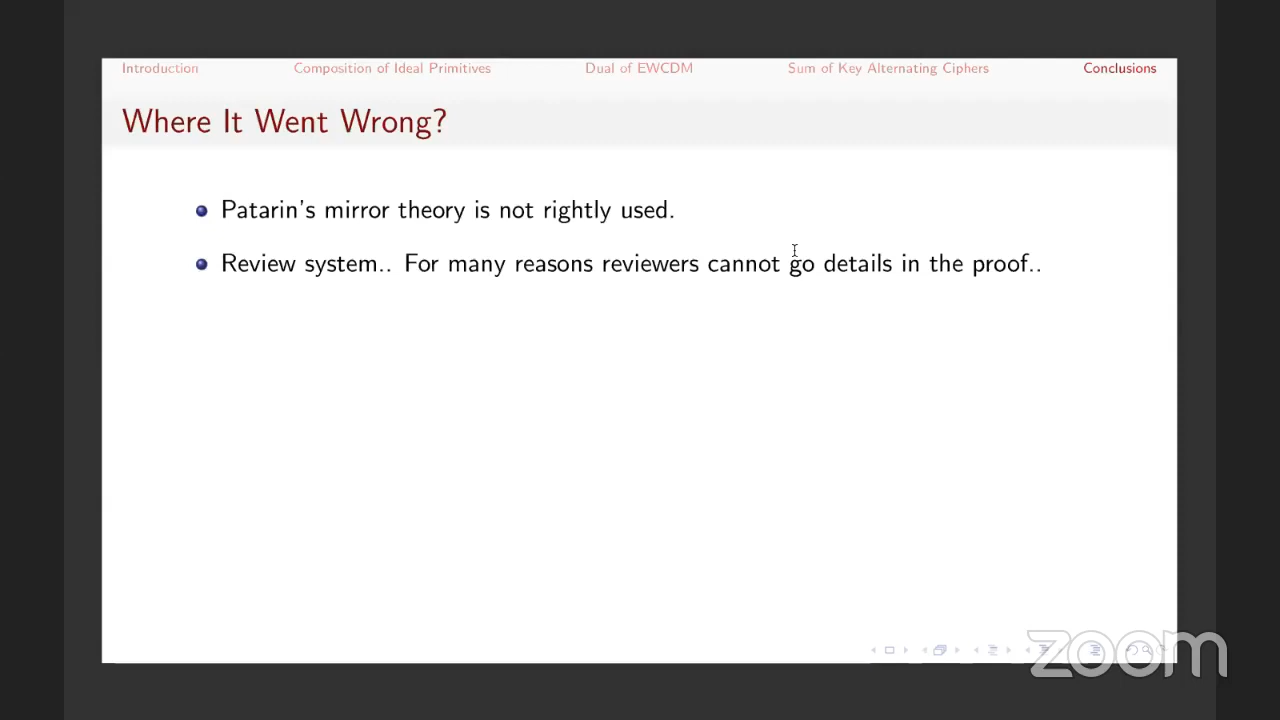 Introduction Composition of Ideal Primitives Dual of EWCDM Sum of Key Alternating Ciphers Conclusions
Where It Went Wrong?
Patarin's mirror theory is not rightly used.
Review system.. For many reasons reviewers cannot go details in the proof..
zoom